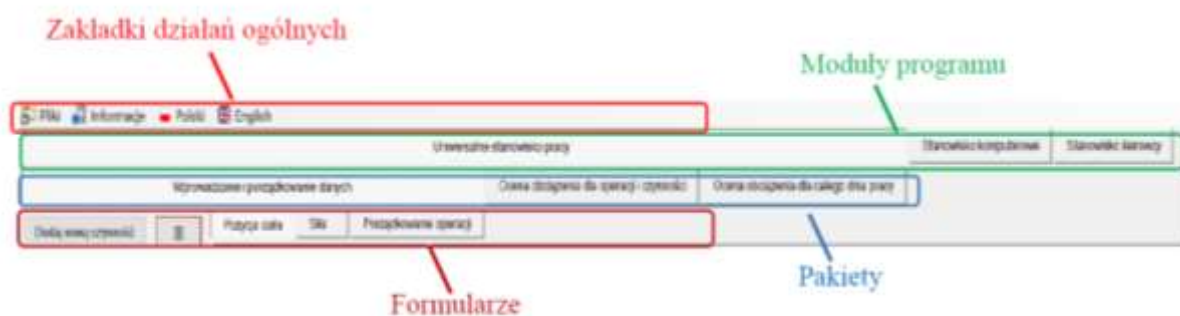 Zakładki działań ogólnych
Moduły programu
Pliki Informacje Polski English
Uniwersalne stanowisko pracy Stanowisko komputerowe Stanowisko kierowcy
Wprowadzanie i porządkowanie danych Ocena obciążenia dla operacji i czynności Ocena obciążenia dla całego dnia pracy
Dodaj nową czynność Pozycja ciała Siła Porządkowanie operacji
Pakiety
Formularze